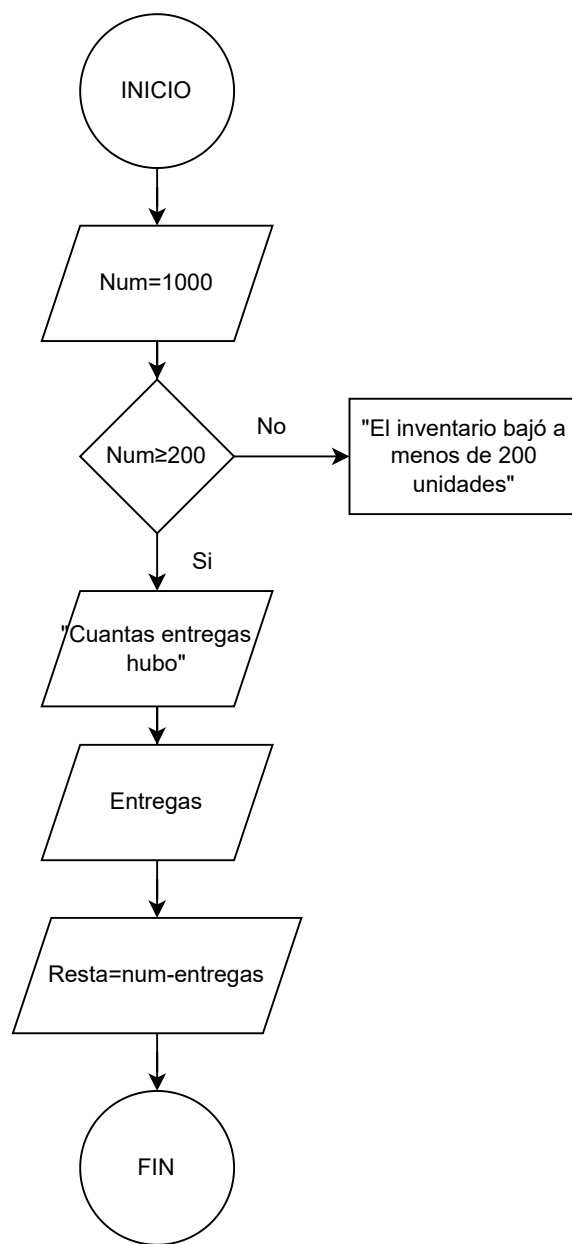 INICIO
Num=1000
Num≥200
No
"El inventario bajó a
menos de 200
unidades"
Si
"Cuantas entregas
hubo"
Entregas
Resta=num-entregas
FIN